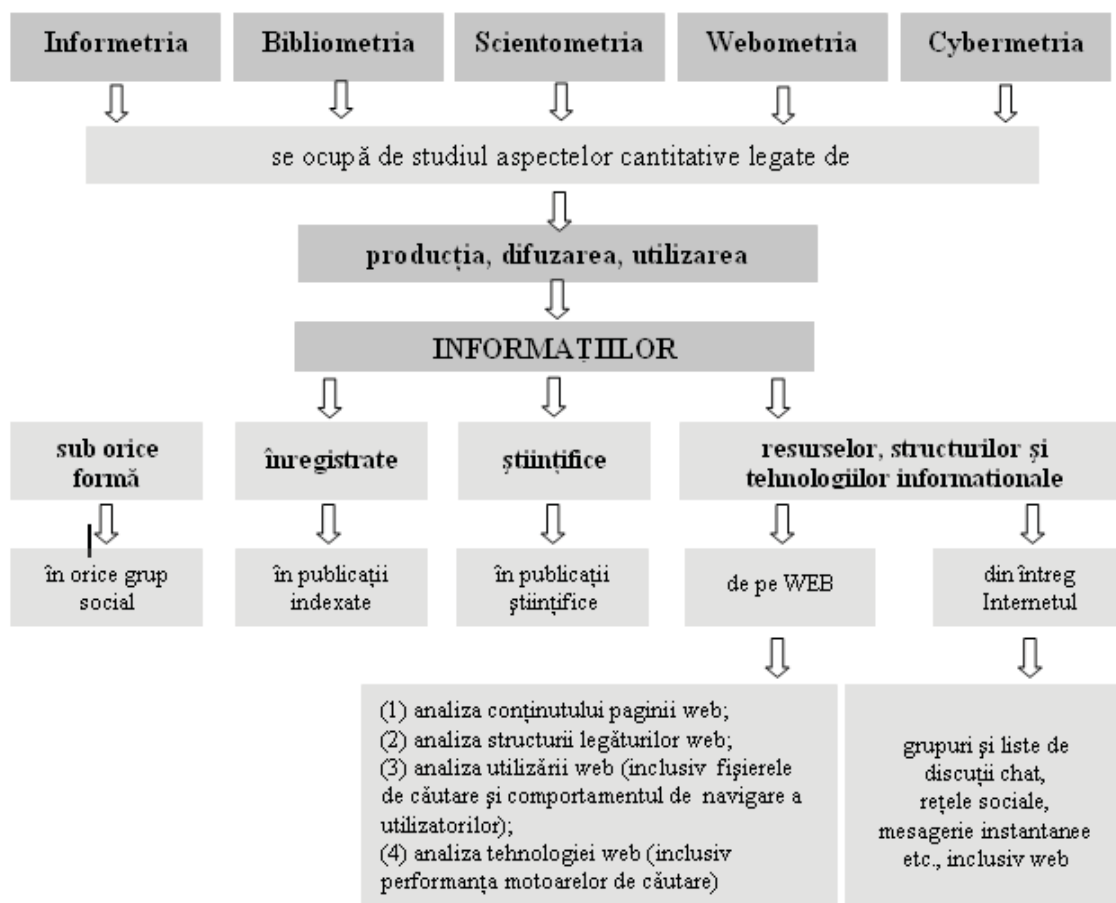 Informetria
Bibliometria
Scientometria
Webometria
Cybermetria
se ocupă de studiul aspectelor cantitative legate de
producția, difuzarea, utilizarea
INFORMAȚIILOR
sub orice
formă
înregistrate
științifice
resurselor, structurilor și
tehnologiilor informationale
în orice grup
social
în publicații
indexate
în publicații
științifice
de pe WEB
din întreg
Internetul
(1) analiza conținutului paginii web;
(2) analiza structurii legăturilor web;
(3) analiza utilizării web (inclusiv fișierele
de căutare și comportamentul de navigare a
utilizatorilor);
(4) analiza tehnologiei web (inclusiv
performanța motoarelor de căutare)
grupuri și liste de
discuții chat,
rețele sociale,
mesagerie instantanee
etc., inclusiv web